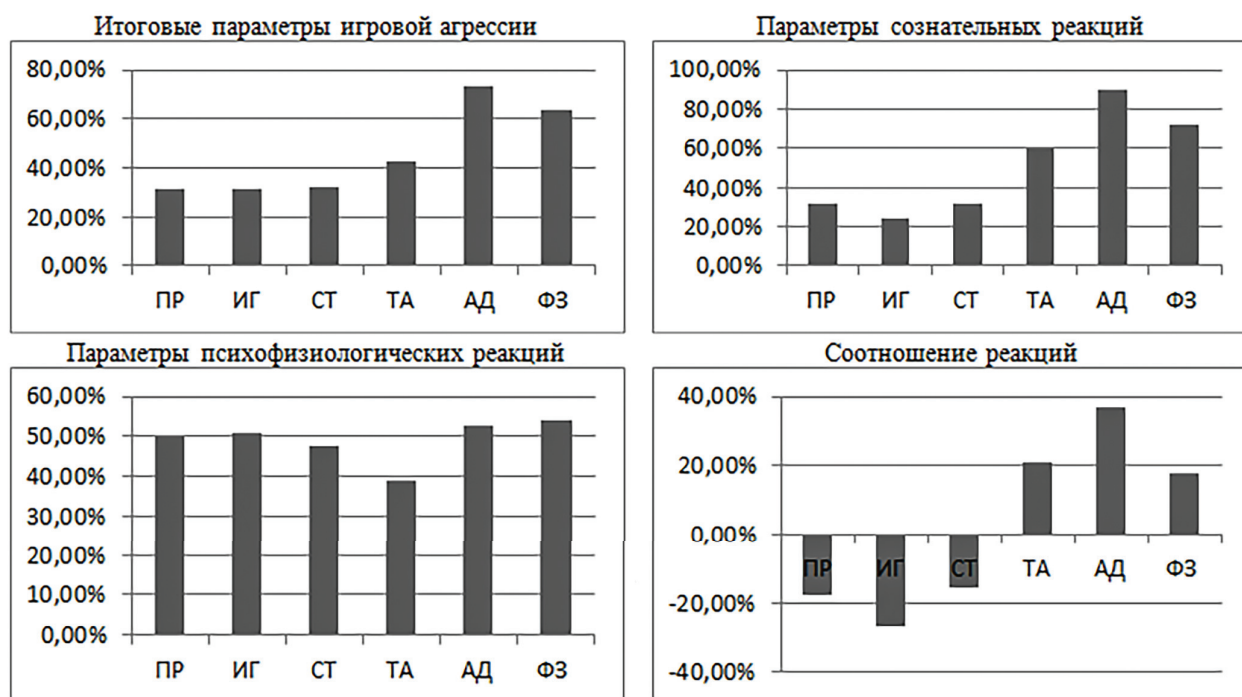 Итоговые параметры игровой агрессии
80,00%
60,00%
40,00%
20,00%
0,00%
ПР ИГ СТ ТА АД ФЗ
Параметры сознательных реакций
100,00%
80,00%
60,00%
40,00%
20,00%
0,00%
ПР ИГ СТ ТА АД ФЗ
Параметры психофизиологических реакций
60,00%
50,00%
40,00%
30,00%
20,00%
10,00%
0,00%
ПР ИГ СТ ТА АД ФЗ
Соотношение реакций
40,00%
20,00%
0,00%
ПР ИГ СТ ТА АД ФЗ
-20,00%
-40,00%